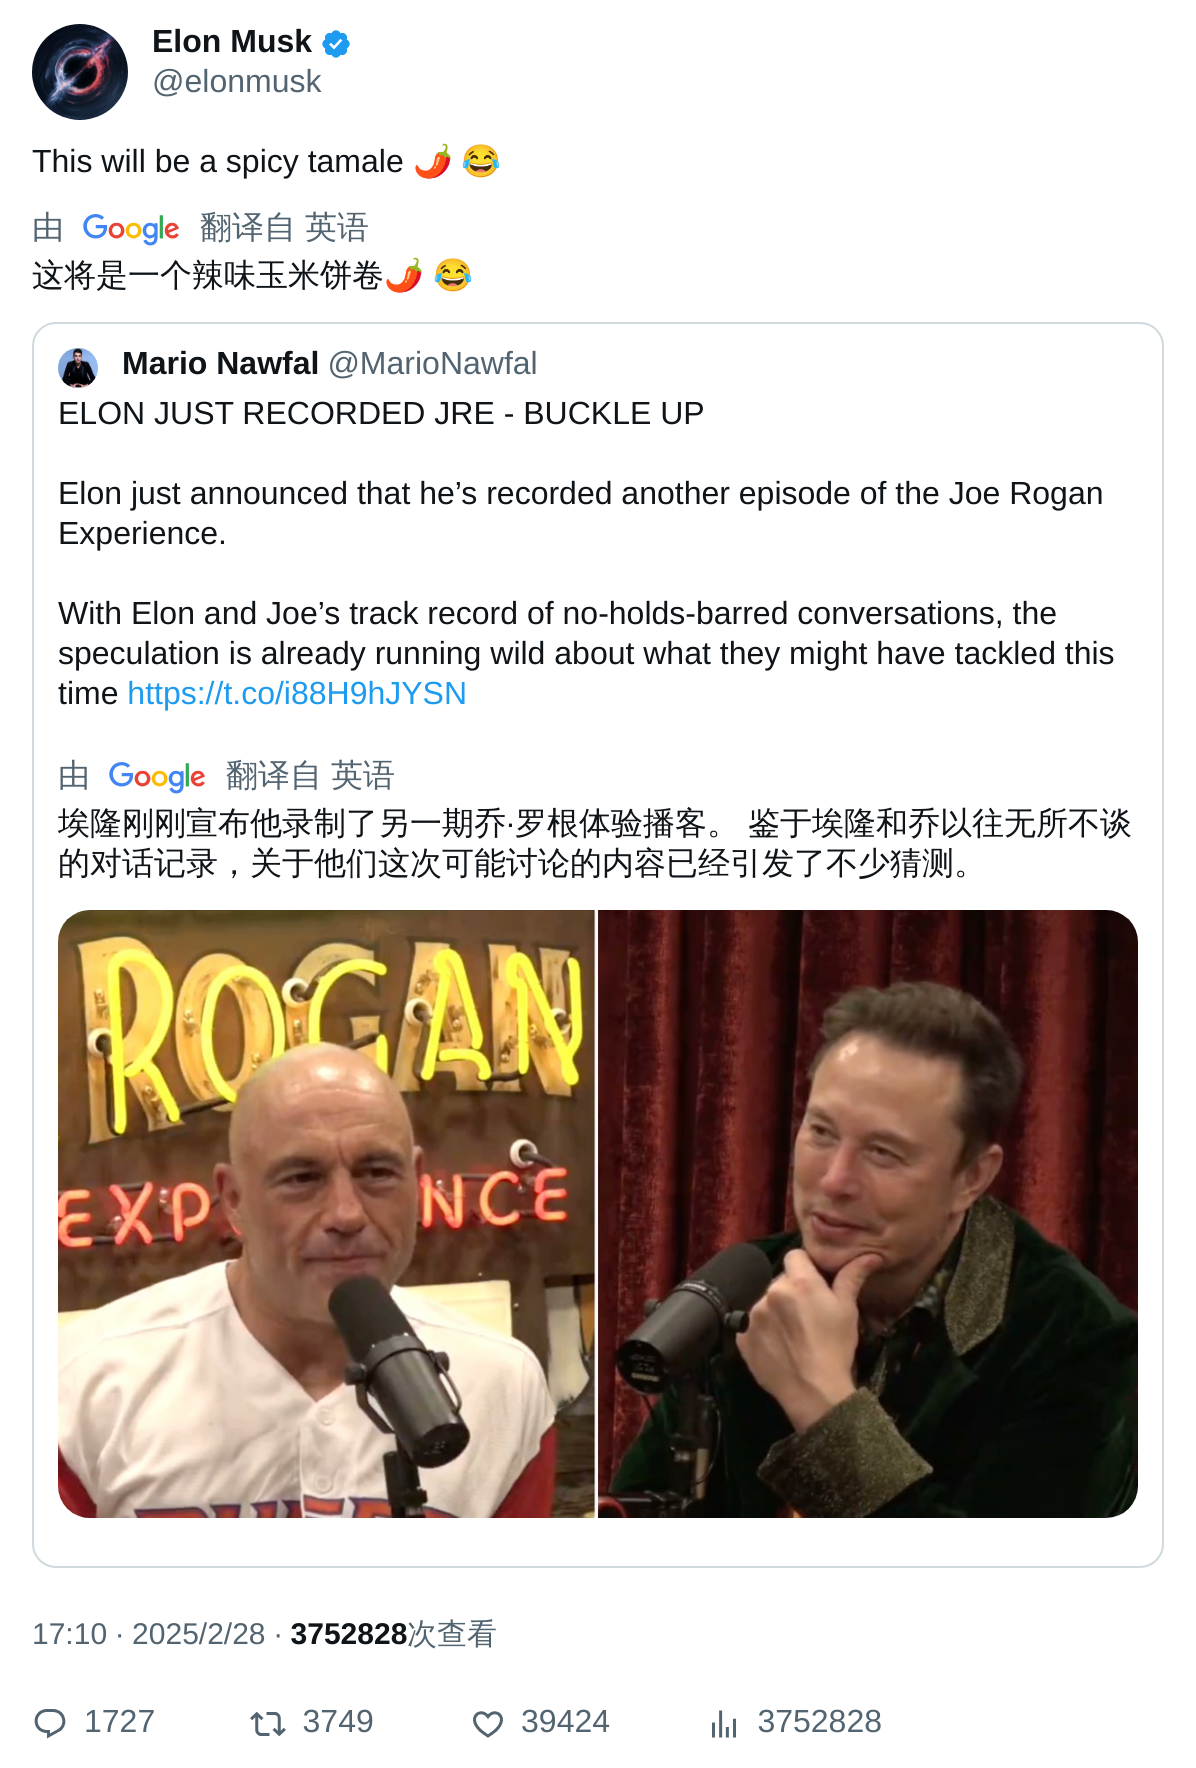 Elon Musk
@elonmusk
This will be a spicy tamale 🌶️ 😂
由 Google 翻译自 英语
这将是一个辣味玉米饼卷🌶️ 😂
Mario Nawfal @MarioNawfal
ELON JUST RECORDED JRE - BUCKLE UP
Elon just announced that he’s recorded another episode of the Joe Rogan
Experience.
With Elon and Joe’s track record of no-holds-barred conversations, the
speculation is already running wild about what they might have tackled this
time https://t.co/i88H9hJYSN
由 Google 翻译自 英语
埃隆刚刚宣布他录制了另一期乔·罗根体验播客。 鉴于埃隆和乔以往无所不谈
的对话记录，关于他们这次可能讨论的内容已经引发了不少猜测。
ROGAN
EXP NCE
17:10 · 2025/2/28 · 3752828次查看
1727 3749 39424 3752828